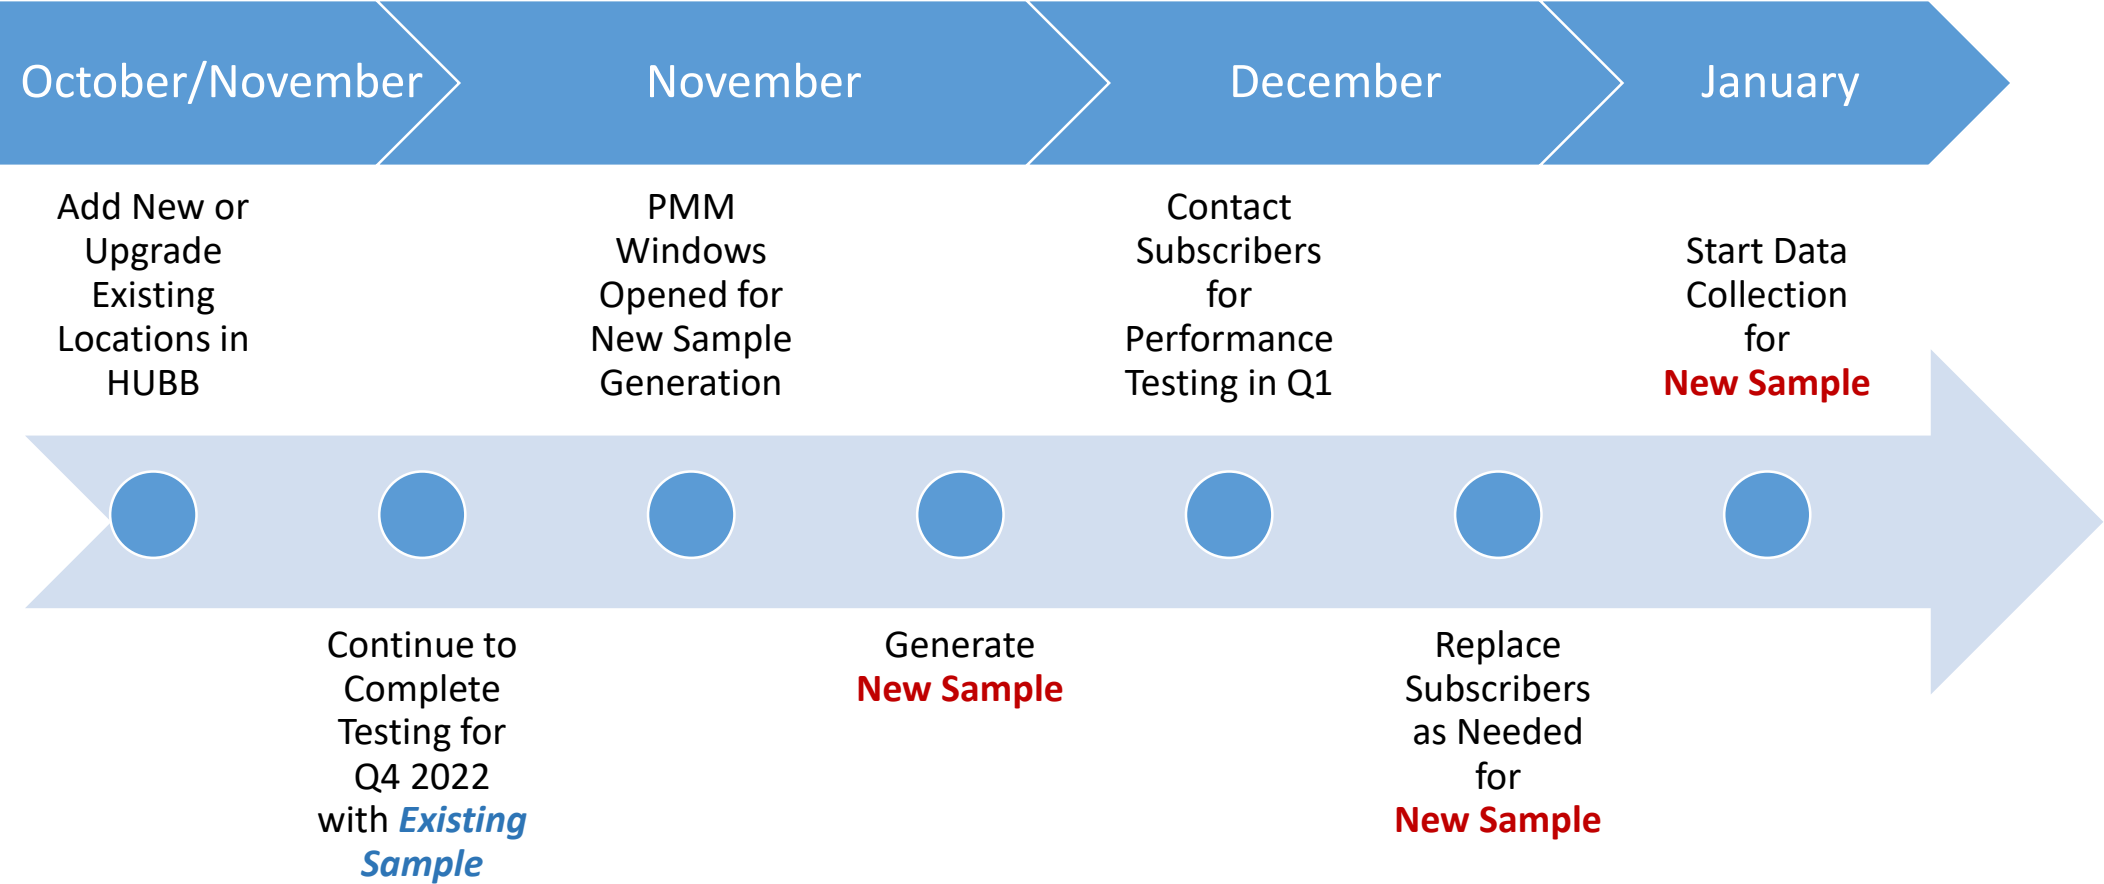 October/November
November
December
January
Add New or
Upgrade
Existing
Locations in
HUBB
Continue to
Complete
Testing for
Q4 2022
with Existing
Sample
PMM
Windows
Opened for
New Sample
Generation
Generate
New Sample
Contact
Subscribers
for
Performance
Testing in Q1
Replace
Subscribers
as Needed
for
New Sample
Start Data
Collection
for
New Sample